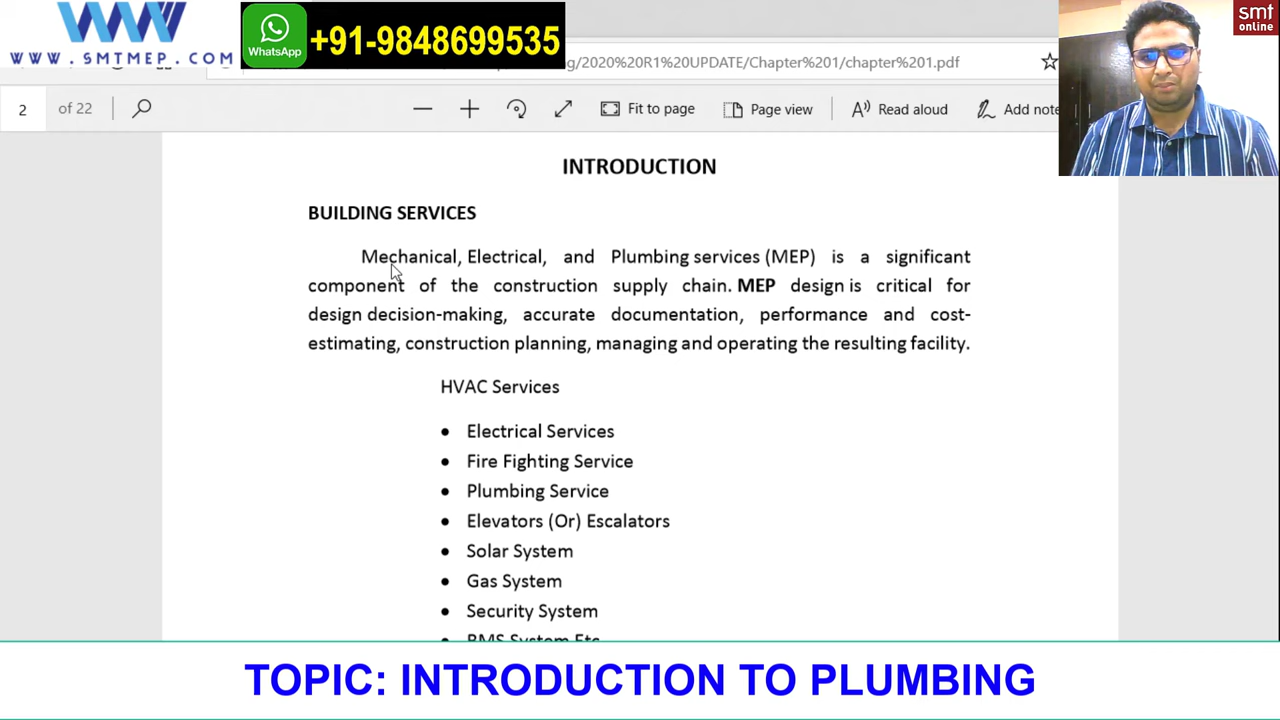 WWW.SMTMEP.COM
WhatsApp
+91-9848699535
smt
online
g/2020%20R1%20UPDATE/Chapter%201/chapter%201.pdf
2 of 22
Fit to page
Page view
Read aloud
Add note
INTRODUCTION
BUILDING SERVICES
Mechanical, Electrical, and Plumbing services (MEP) is a significant
component of the construction supply chain. MEP design is critical for
design decision-making, accurate documentation, performance and cost-
estimating, construction planning, managing and operating the resulting facility.
HVAC Services
• Electrical Services
• Fire Fighting Service
• Plumbing Service
• Elevators (Or) Escalators
• Solar System
• Gas System
• Security System
• BMS System Etc
TOPIC: INTRODUCTION TO PLUMBING